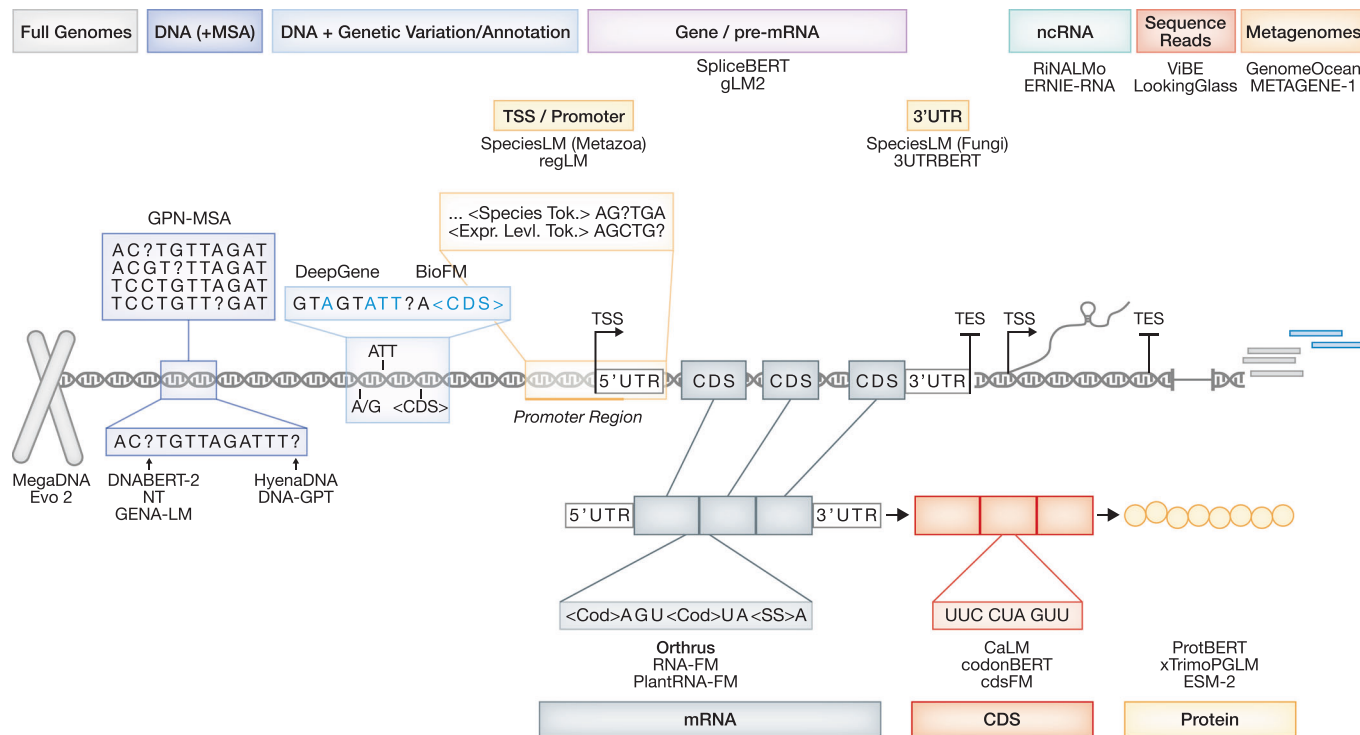 Full Genomes
DNA (+MSA)
DNA + Genetic Variation/Annotation
Gene / pre-mRNA
ncRNA
Sequence
Reads
Metagenomes
SpliceBERT
gLM2
RiNALMo
ERNIE-RNA
ViBE
LookingGlass
GenomeOcean
METAGENE-1
TSS / Promoter
SpeciesLM (Metazoa)
regLM
3'UTR
SpeciesLM (Fungi)
3UTRBERT
GPN-MSA
AC?TGTTAGAT
ACGT?TTAGAT
TCCTGTTAGAT
TCCTGTT?GAT
... <Species Tok.> AG?TGA
<Expr. Levl. Tok.> AGCTG?
DeepGene
BioFM
GTAGTATT?A<CDS>
ATT
A/G
<CDS>
TSS
5'UTR
Promoter Region
CDS
CDS
CDS
3'UTR
TES
TSS
TES
AC?TGTTAGATTT?
MegaDNA
Evo 2
DNABERT-2
NT
GENA-LM
HyenaDNA
DNA-GPT
5'UTR
3'UTR
<Cod>AGU<Cod>UA<SS>A
Orthrus
RNA-FM
PlantRNA-FM
mRNA
UUC CUA GUU
CaLM
codonBERT
cdsFM
CDS
ProtBERT
xTrimoPGLM
ESM-2
Protein